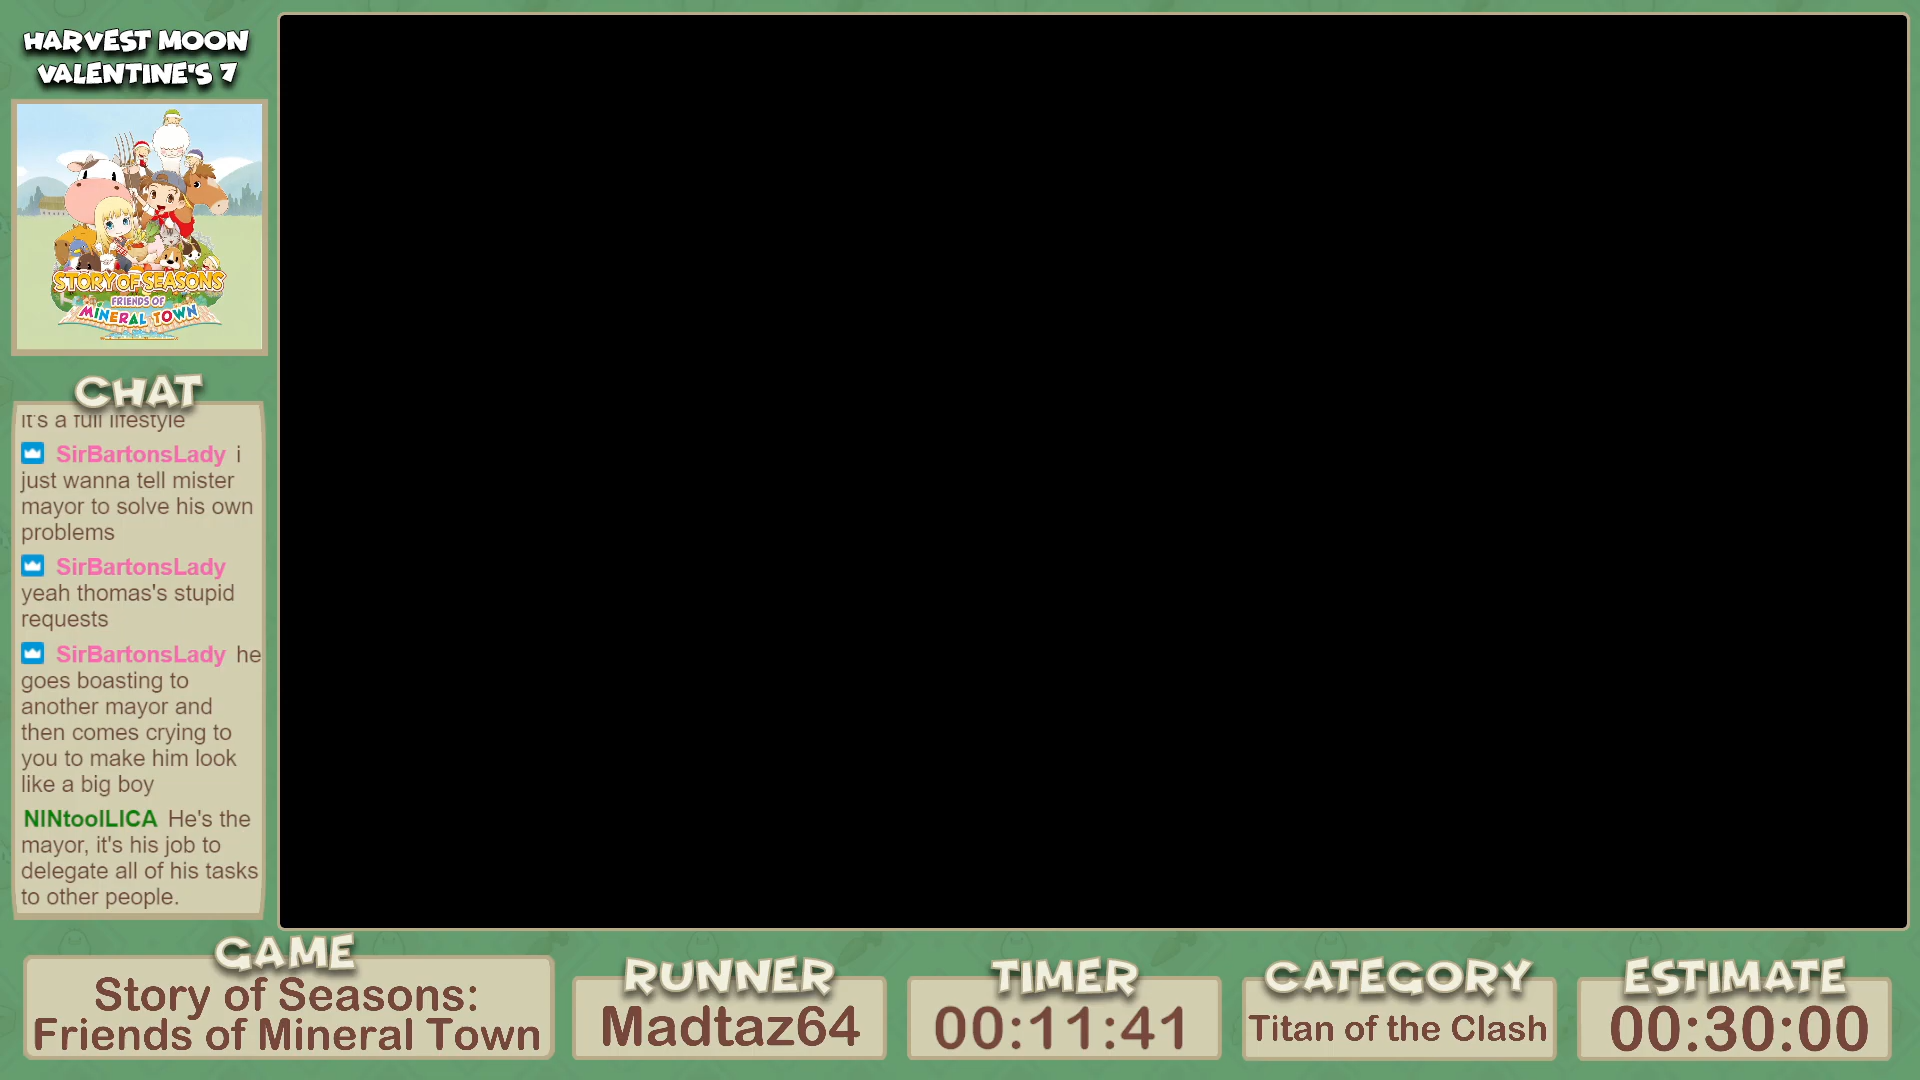 HARVEST MOON
VALENTINE'S 7
STORY OF SEASONS
FRIENDS OF
MINERAL TOWN
CHAT
it's a full lifestyle
SirBartonsLady i
just wanna tell mister
mayor to solve his own
problems
SirBartonsLady
yeah thomas's stupid
requests
SirBartonsLady he
goes boasting to
another mayor and
then comes crying to
you to make him look
like a big boy
NINtoolLICA He's the
mayor, it's his job to
delegate all of his tasks
to other people.
GAME
Story of Seasons:
Friends of Mineral Town
RUNNER
Madtaz64
TIMER
00:11:41
CATEGORY
Titan of the Clash
ESTIMATE
00:30:00